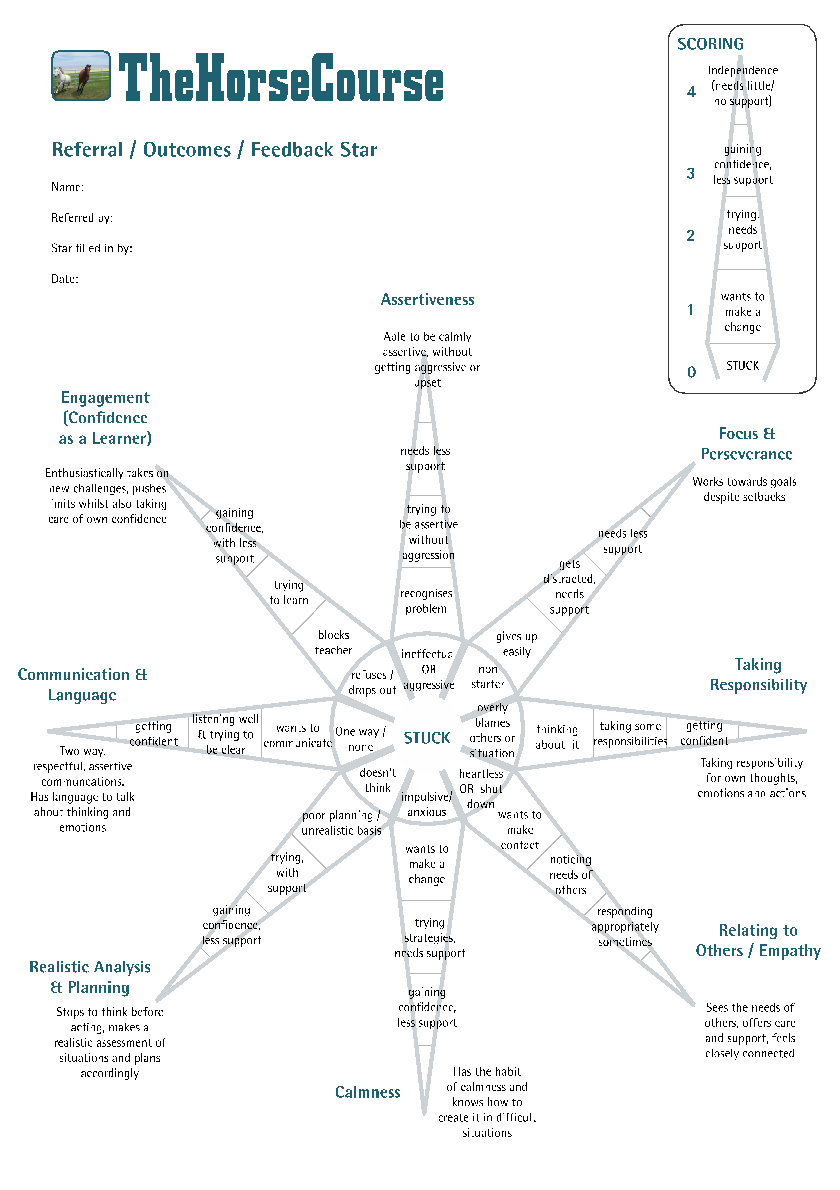 TheHorseCourse
Referral / Outcomes / Feedback Star
Name:
Referred by:
Star filled in by:
Date:
SCORING
4
Independence
(needs little/
no support)
3
gaining
confidence,
less support
2
trying,
needs
support
1
wants to
make a
change
0
STUCK
Assertiveness
Able to be calmly
assertive, without
getting aggressive or
upset
needs less
support
trying to
be assertive
without
aggression
recognises
problem
ineffectual
OR
aggressive
Focus &
Perseverance
Works towards goals
despite setbacks
needs less
support
gets
distracted,
needs
support
gives up
easily
non
starter
Taking
Responsibility
Taking responsibility
for own thoughts,
emotions and actions
getting
confident
taking some
responsibilities
thinking
about it
overly
blames
others or
situation
Relating to
Others / Empathy
Sees the needs of
others, offers care
and support, feels
closely connected
responding
appropriately
sometimes
noticing
needs of
others
wants to
make
contact
heartless
OR shut
down
Calmness
Has the habit
of calmness and
knows how to
create it in difficult
situations
gaining
confidence,
less support
trying
strategies,
needs support
wants to
make a
change
impulsive/
anxious
Realistic Analysis
& Planning
Stops to think before
acting, makes a
realistic assessment of
situations and plans
accordingly
gaining
confidence,
less support
trying,
with
support
poor planning /
unrealistic basis
doesn't
think
Communication &
Language
Two way,
respectful, assertive
communications.
Has language to talk
about thinking and
emotions
getting
confident
listening well
& trying to
be clear
wants to
communicate
One way /
none
Engagement
(Confidence
as a Learner)
Enthusiastically takes on
new challenges, pushes
limits whilst also taking
care of own confidence
gaining
confidence,
with less
support
trying
to learn
blocks
teacher
refuses /
drops out
STUCK